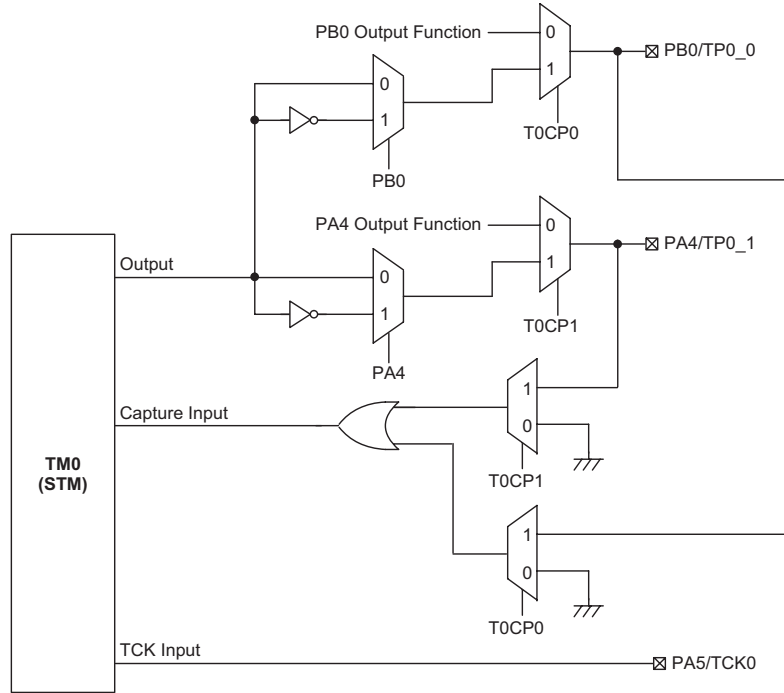 PB0 Output Function
0
1
T0CP0
PB0/TP0_0
0
1
PB0
PA4 Output Function
0
1
T0CP1
PA4/TP0_1
Output
0
1
PA4
Capture Input
1
0
T0CP1
TM0
(STM)
1
0
T0CP0
TCK Input
PA5/TCK0